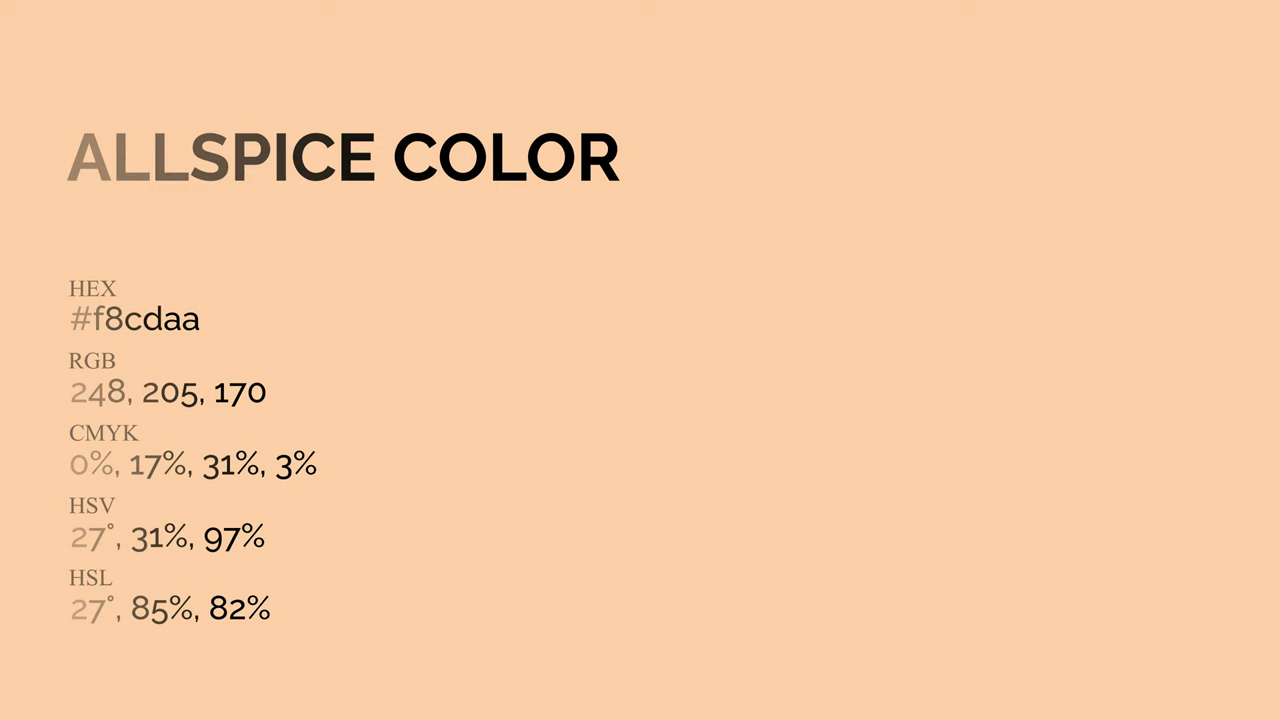 ALLSPICE COLOR
HEX
#f8cdaa
RGB
248, 205, 170
CMYK
0%, 17%, 31%, 3%
HSV
27°, 31%, 97%
HSL
27°, 85%, 82%